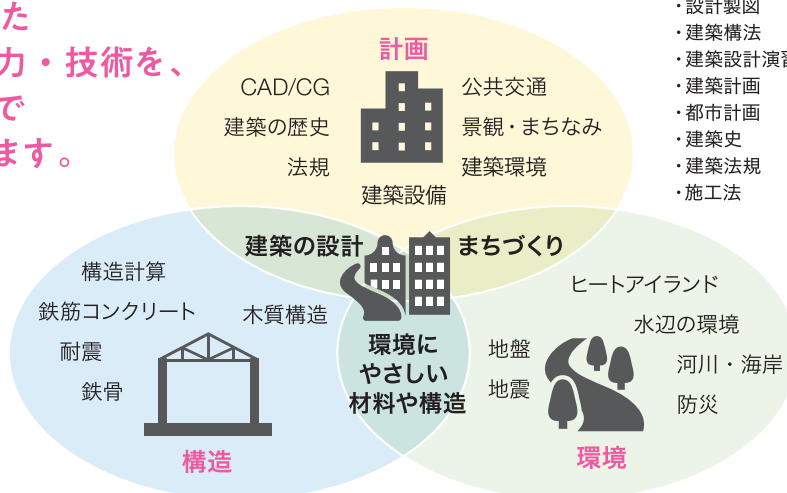 た
力・技術を、
で
ます。
・設計製図
・建築構法
・建築設計演習
・建築計画
・都市計画
・建築史
・建築法規
・施工法
計画
CAD/CG
公共交通
建築の歴史
景観・まちなみ
法規
建築環境
建築設備
建築の設計
まちづくり
構造計算
鉄筋コンクリート
木質構造
耐震
鉄骨
構造
環境に
やさしい
材料や構造
ヒートアイランド
水辺の環境
地盤
河川・海岸
地震
防災
環境